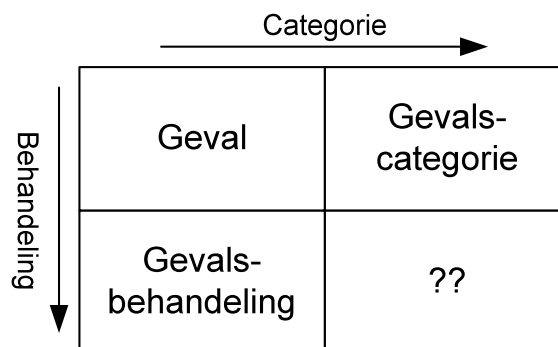 Categorie
Behandeling
Geval
Gevals-
categorie
Gevals-
behandeling
??